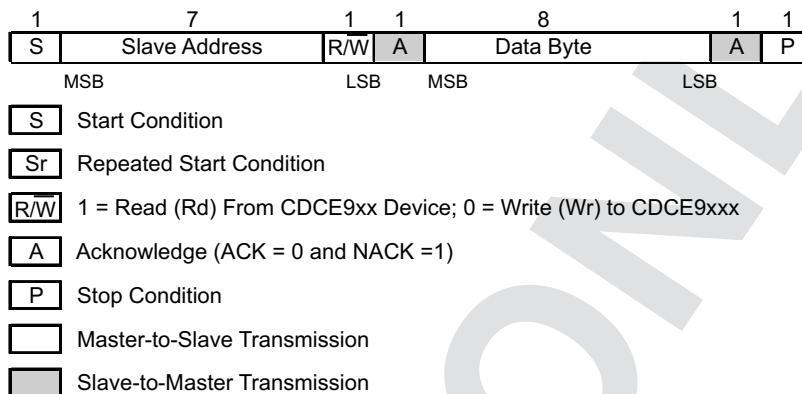 1 7 1 1 8 1 1
S Slave Address R/W̅ A Data Byte A P
MSB LSB MSB LSB
S Start Condition
Sr Repeated Start Condition
R/W̅ 1 = Read (Rd) From CDCE9xx Device; 0 = Write (Wr) to CDCE9xxx
A Acknowledge (ACK = 0 and NACK =1)
P Stop Condition
Master-to-Slave Transmission
Slave-to-Master Transmission